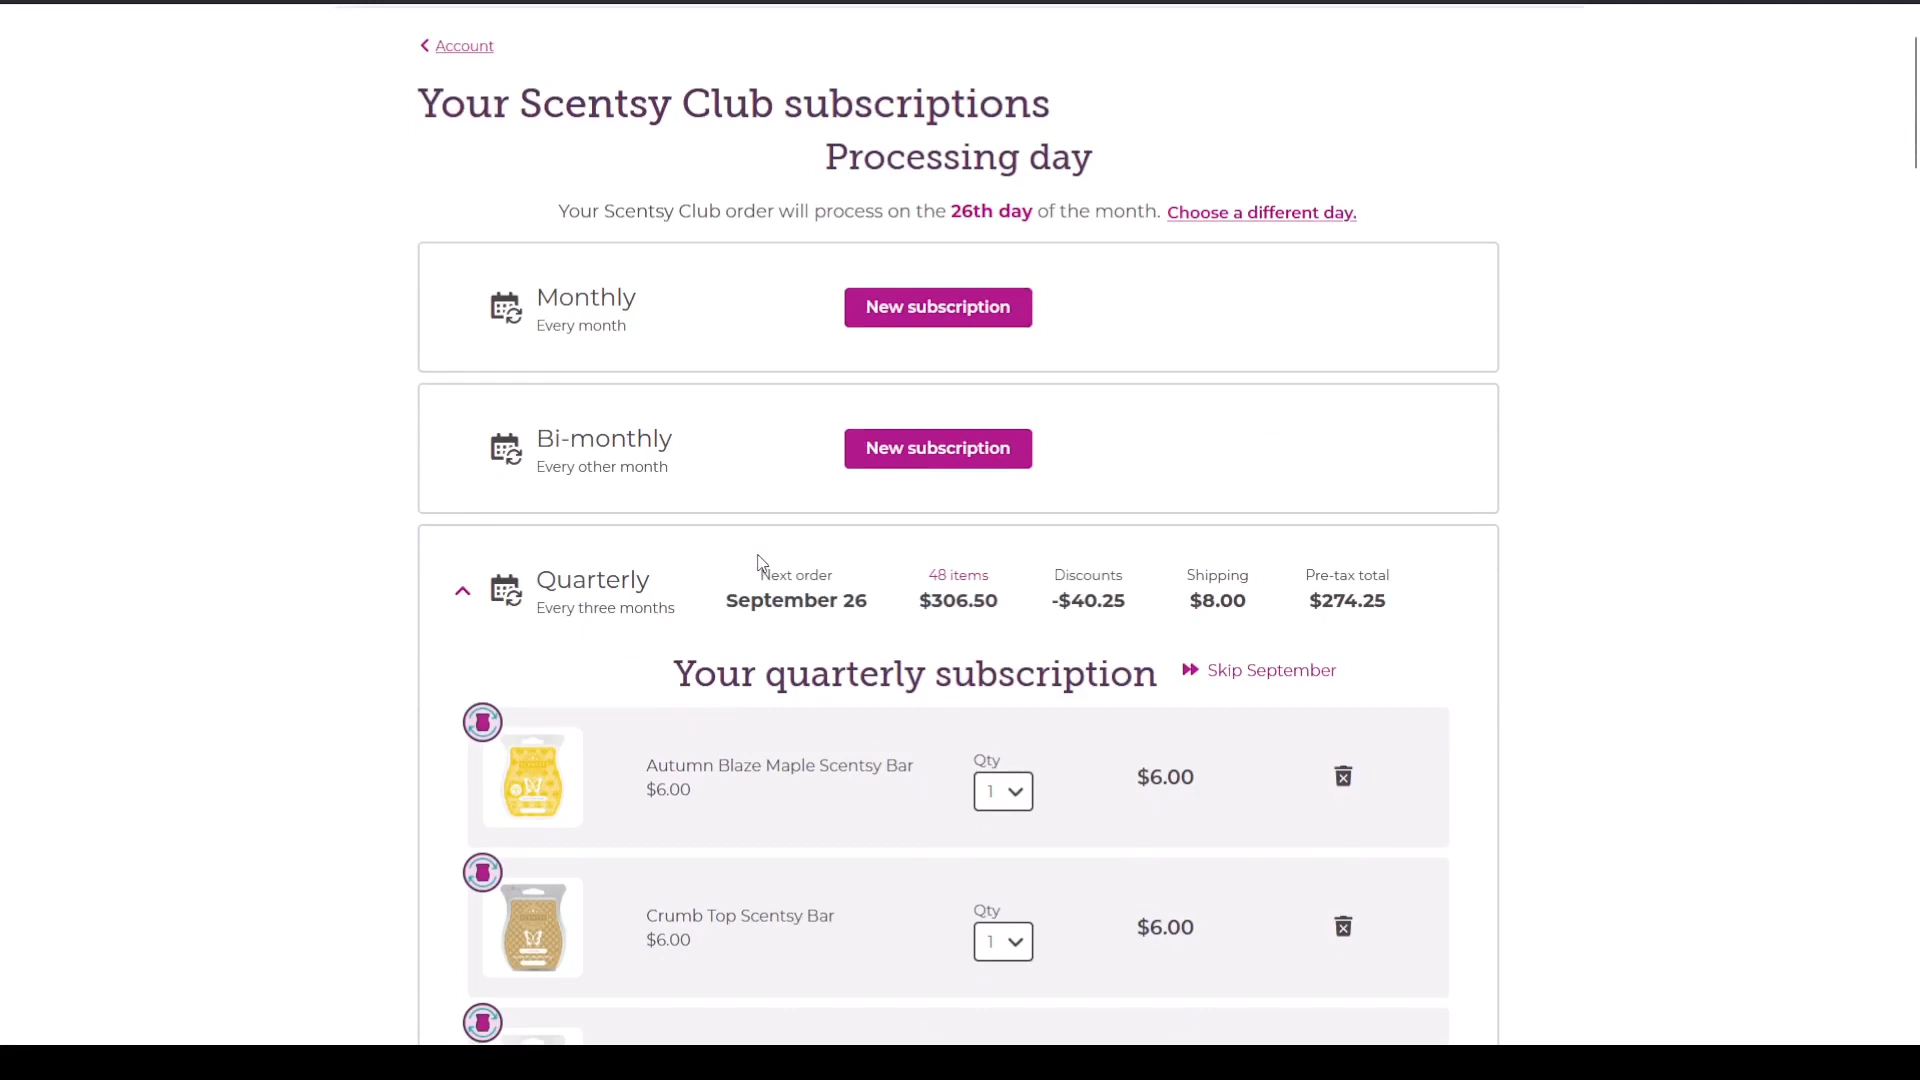 Account
Your Scentsy Club subscriptions
Processing day
Your Scentsy Club order will process on the 26th day of the month. Choose a different day.
Monthly
Every month
New subscription
Bi-monthly
Every other month
New subscription
Quarterly
Every three months
Next order
September 26
48 items
$306.50
Discounts
-$40.25
Shipping
$8.00
Pre-tax total
$274.25
Your quarterly subscription
Skip September
Autumn Blaze Maple Scentsy Bar
$6.00
Qty
1
$6.00
Crumb Top Scentsy Bar
$6.00
Qty
1
$6.00